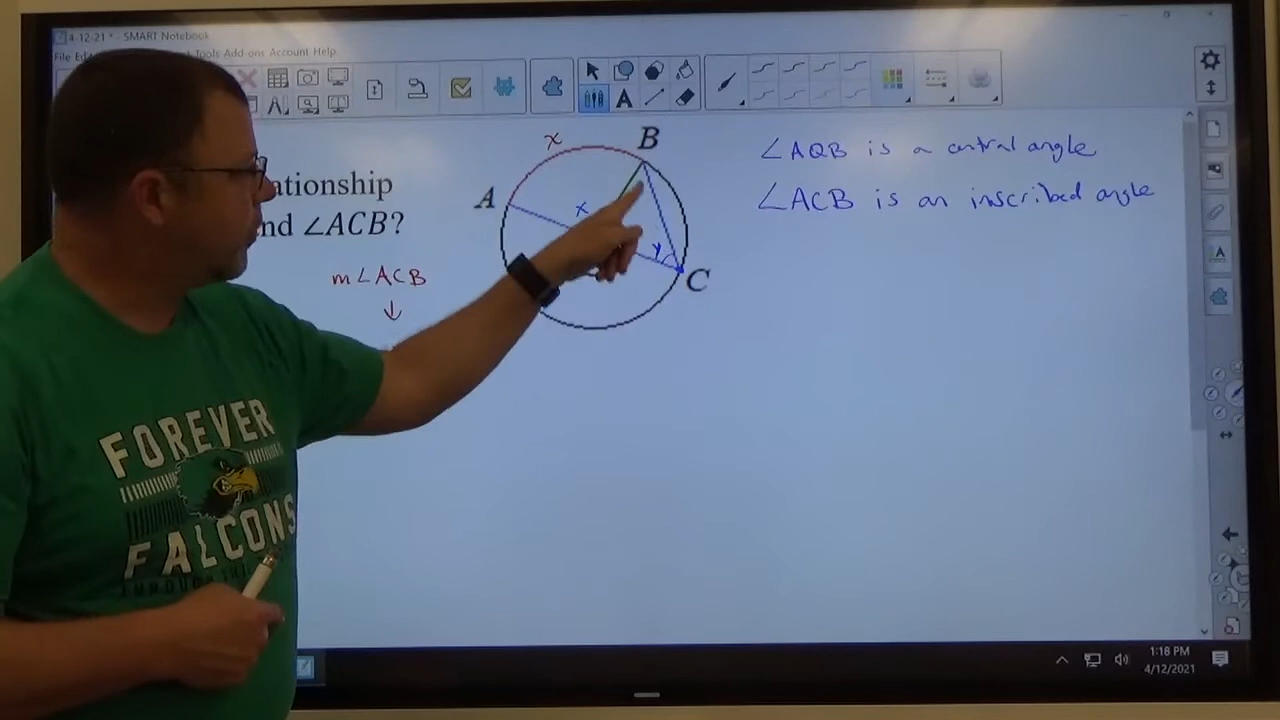 4-12-21 * - SMART Notebook
File Tools Add-ons Account Help
A
x
B
∠AQB is a central angle
ationship
A
x
∠ACB is an inscribed angle
nd ∠ACB?
y
C
m∠ACB
↓
FOREVER
FALCONS
1:18 PM
4/12/2021